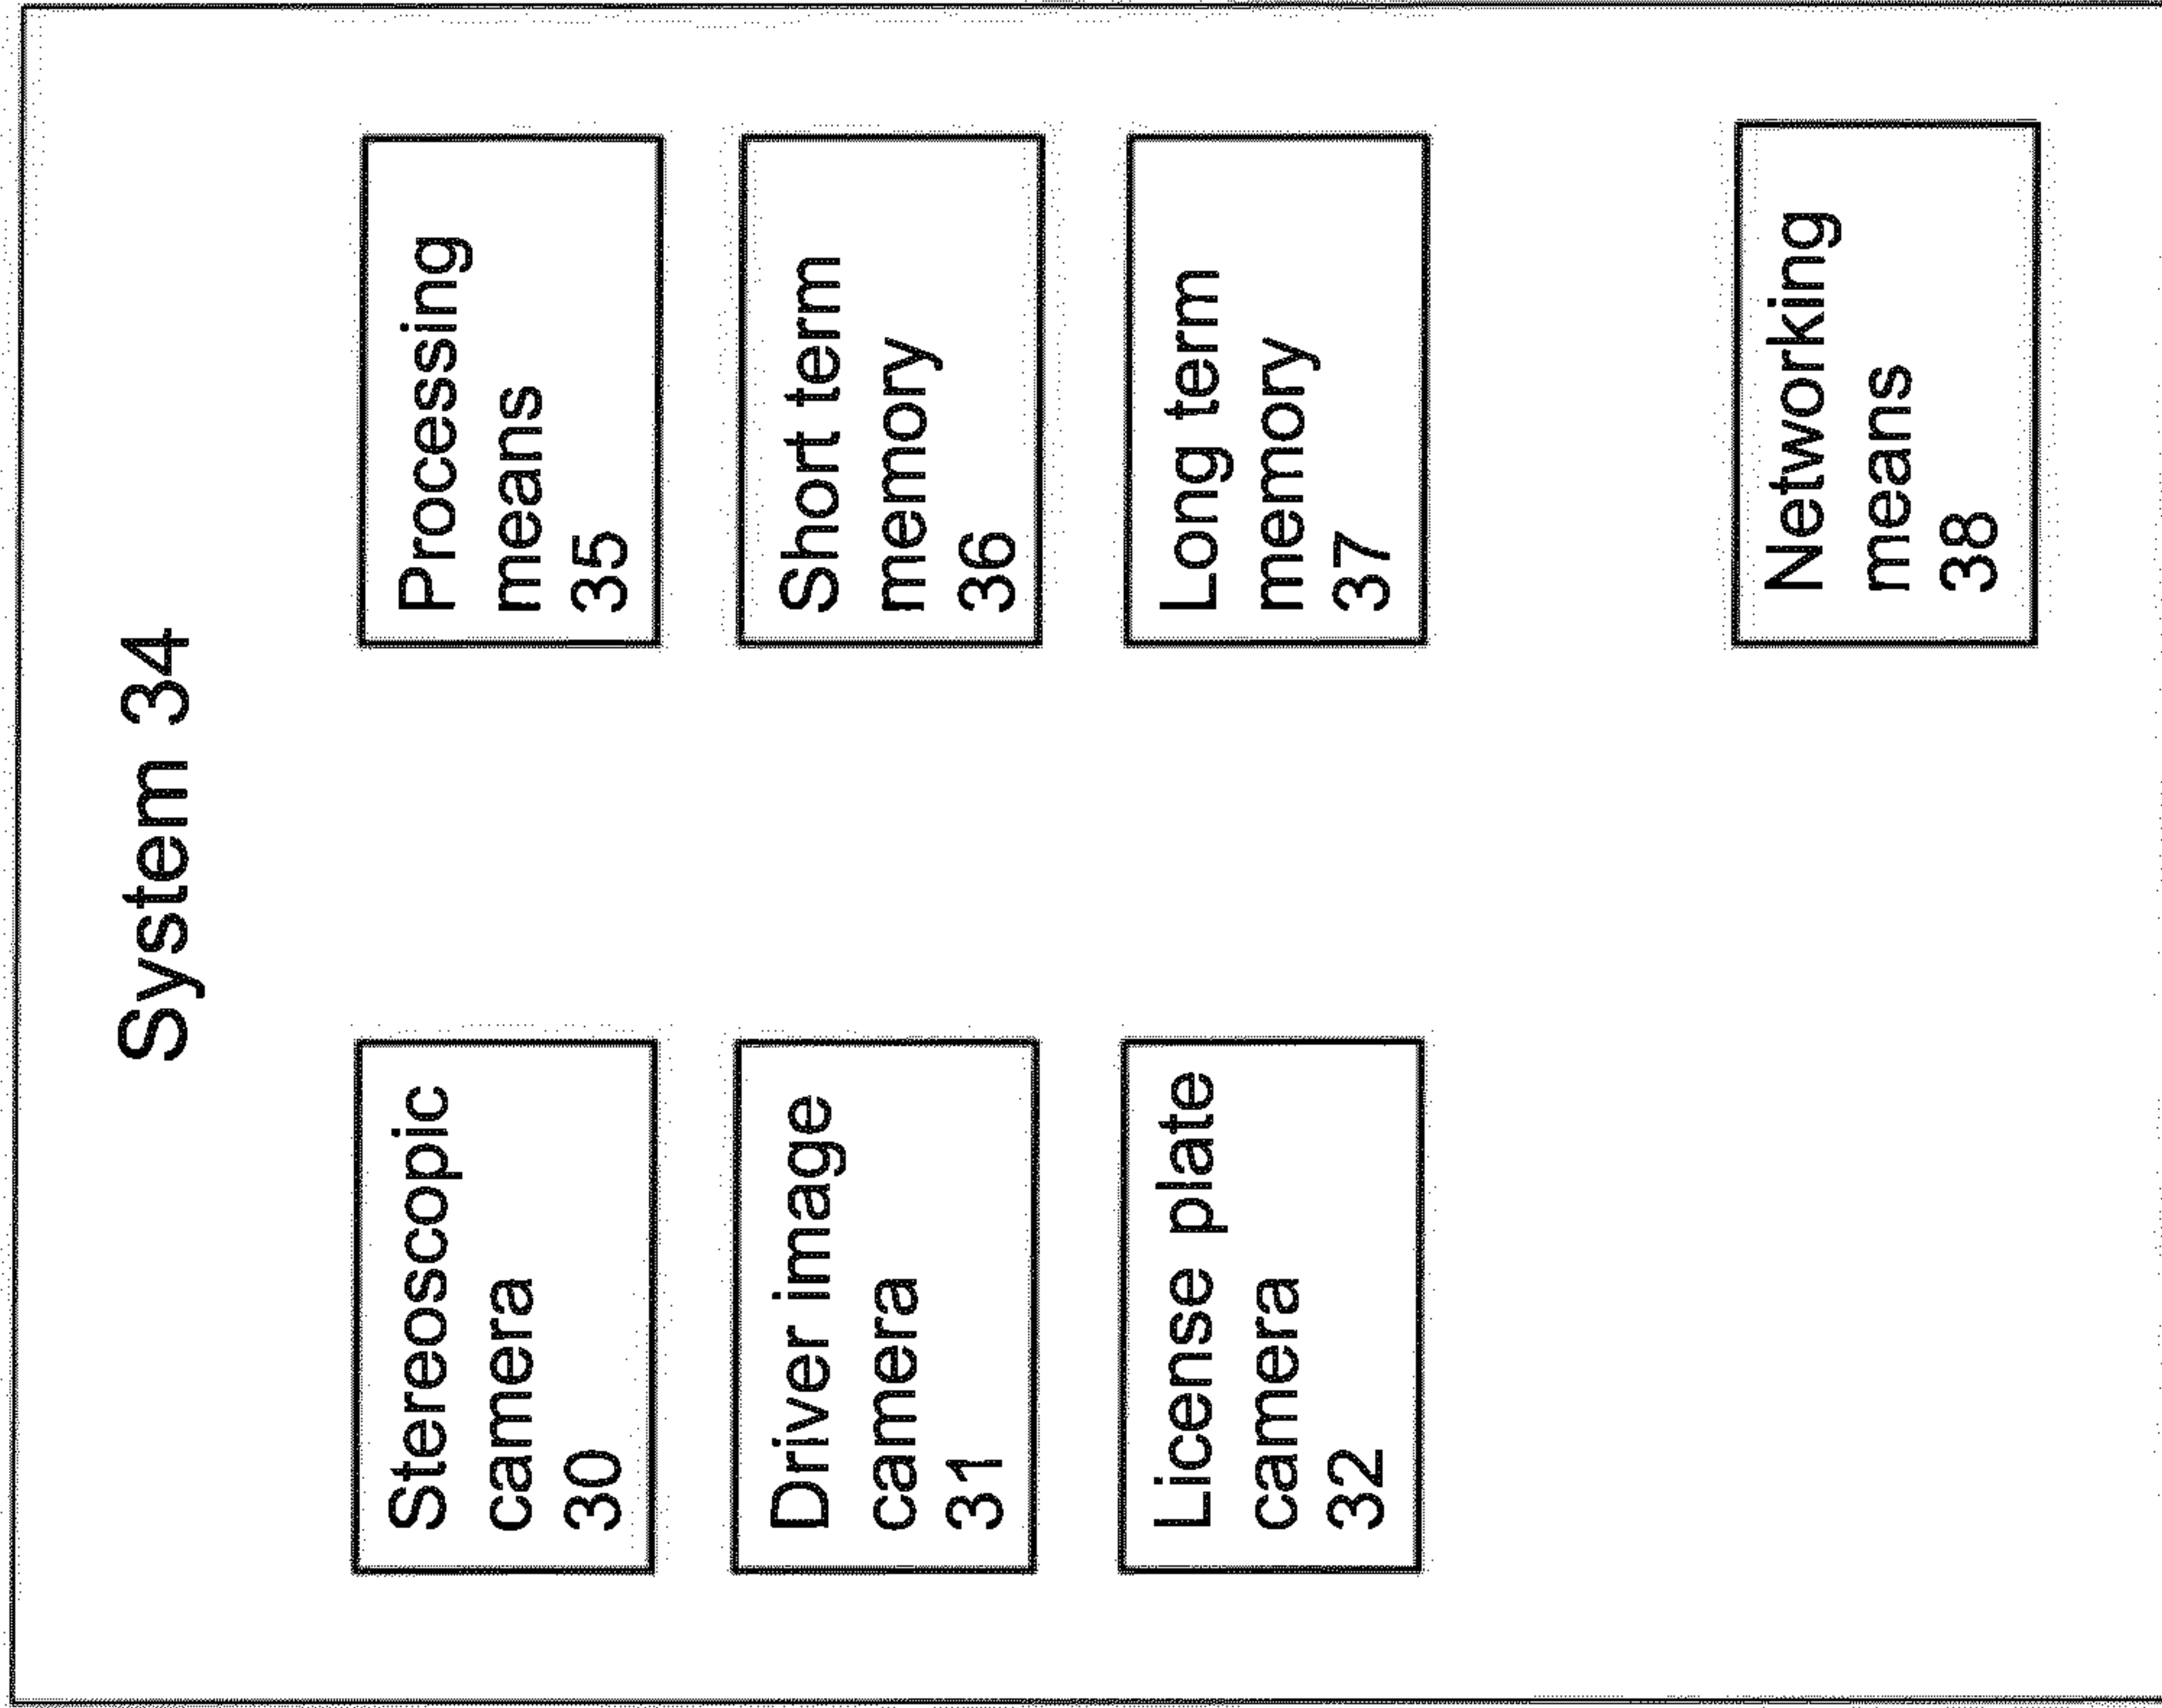 System 34
Stereoscopic
camera
30
Driver image
camera
31
License plate
camera
32
Processing
means
35
Short term
memory
36
Long term
memory
37
Networking
means
38